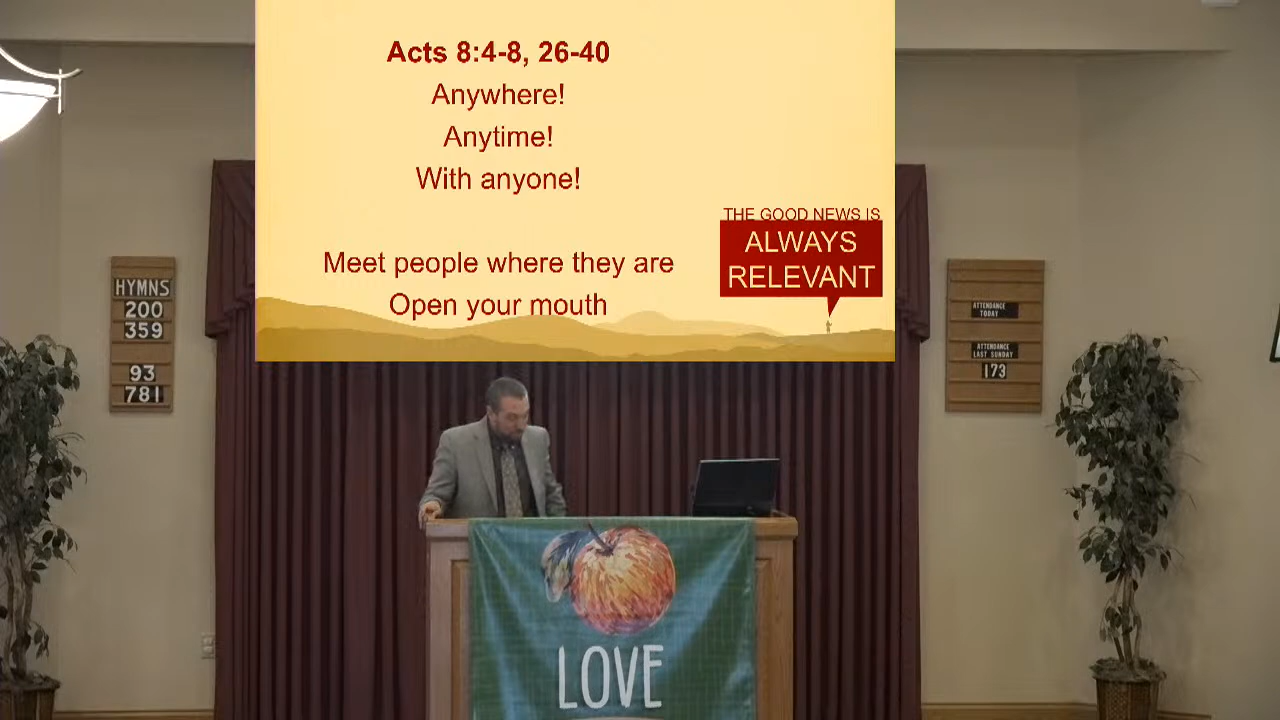 Acts 8:4-8, 26-40
Anywhere!
Anytime!
With anyone!
Meet people where they are
Open your mouth
THE GOOD NEWS IS
ALWAYS
RELEVANT
HYMNS
200
359
93
781
ATTENDANCE
TODAY
ATTENDANCE
LAST SUNDAY
173
LOVE